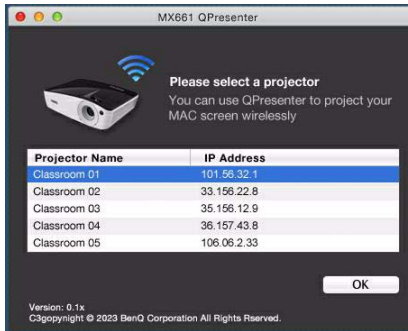 MX661 QPresenter
Please select a projector
You can use QPresenter to project your
MAC screen wirelessly
Projector Name IP Address
Classroom 01 101.56.32.1
Classroom 02 33.156.22.8
Classroom 03 35.156.12.9
Classroom 04 36.157.43.8
Classroom 05 106.06.2.33
OK
Version: 0.1x
C3gopynight © 2023 BenQ Corporation All Rights Rserved.